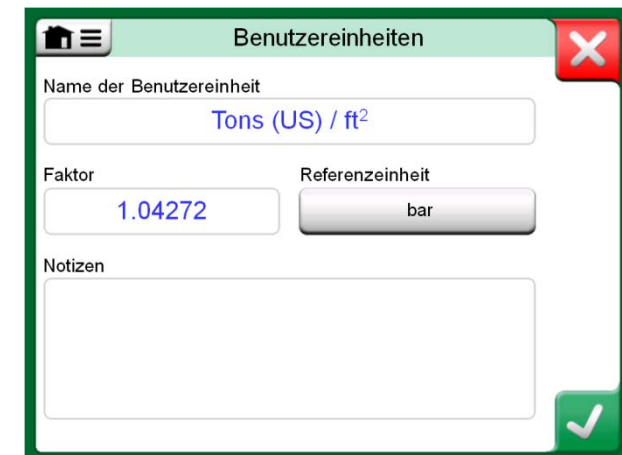 Benutzereinheiten
Name der Benutzereinheit
Tons (US) / ft²
Faktor
Referenzeinheit
1.04272
bar
Notizen